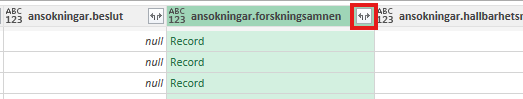 ABC 123 ansokningar.beslut ABC 123 ansokningar.forskningsamnen ABC 123 ansokningar.hallbarhetsm
null Record
null Record
null Record